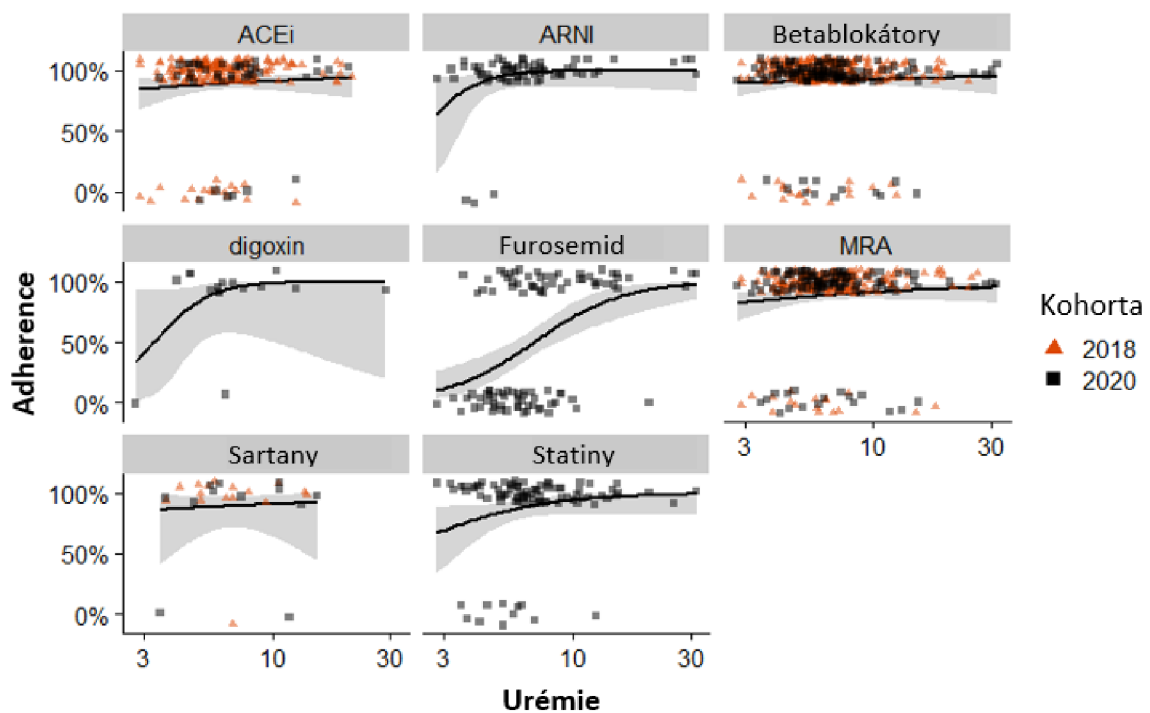 ACEi
ARNI
Betablokátory
100%
50%
0%
digoxin
Furosemid
MRA
100%
50%
0%
Adherence
Kohorta
2018
2020
3 10 30
Sartany
Statiny
100%
50%
0%
3 10 30
3 10 30
Urémie